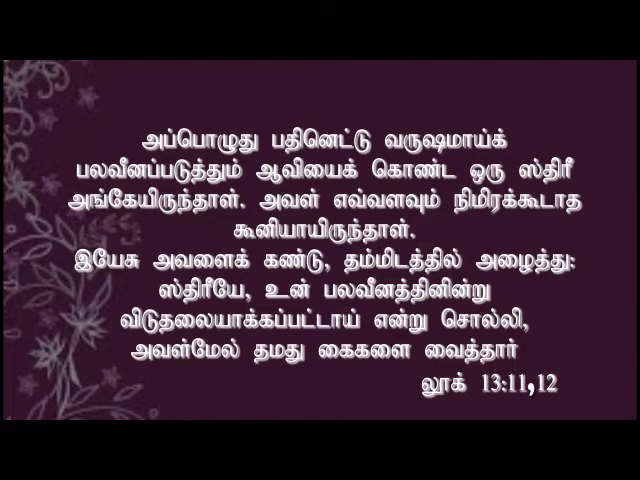 அப்பொழுது பதினெட்டு வருஷமாய்க்
பலவீனப்படுத்தும் ஆவியைக் கொண்ட ஒரு ஸ்திரீ
அங்கேயிருந்தாள். அவள் எவ்வளவும் நிமிரக்கூடாத
கூனியாயிருந்தாள்.
இயேசு அவளைக் கண்டு, தம்மிடத்தில் அழைத்து:
ஸ்திரீயே, உன் பலவீனத்தினின்று
விடுதலையாக்கப்பட்டாய் என்று சொல்லி,
அவள்மேல் தமது கைகளை வைத்தார்
லூக் 13:11,12